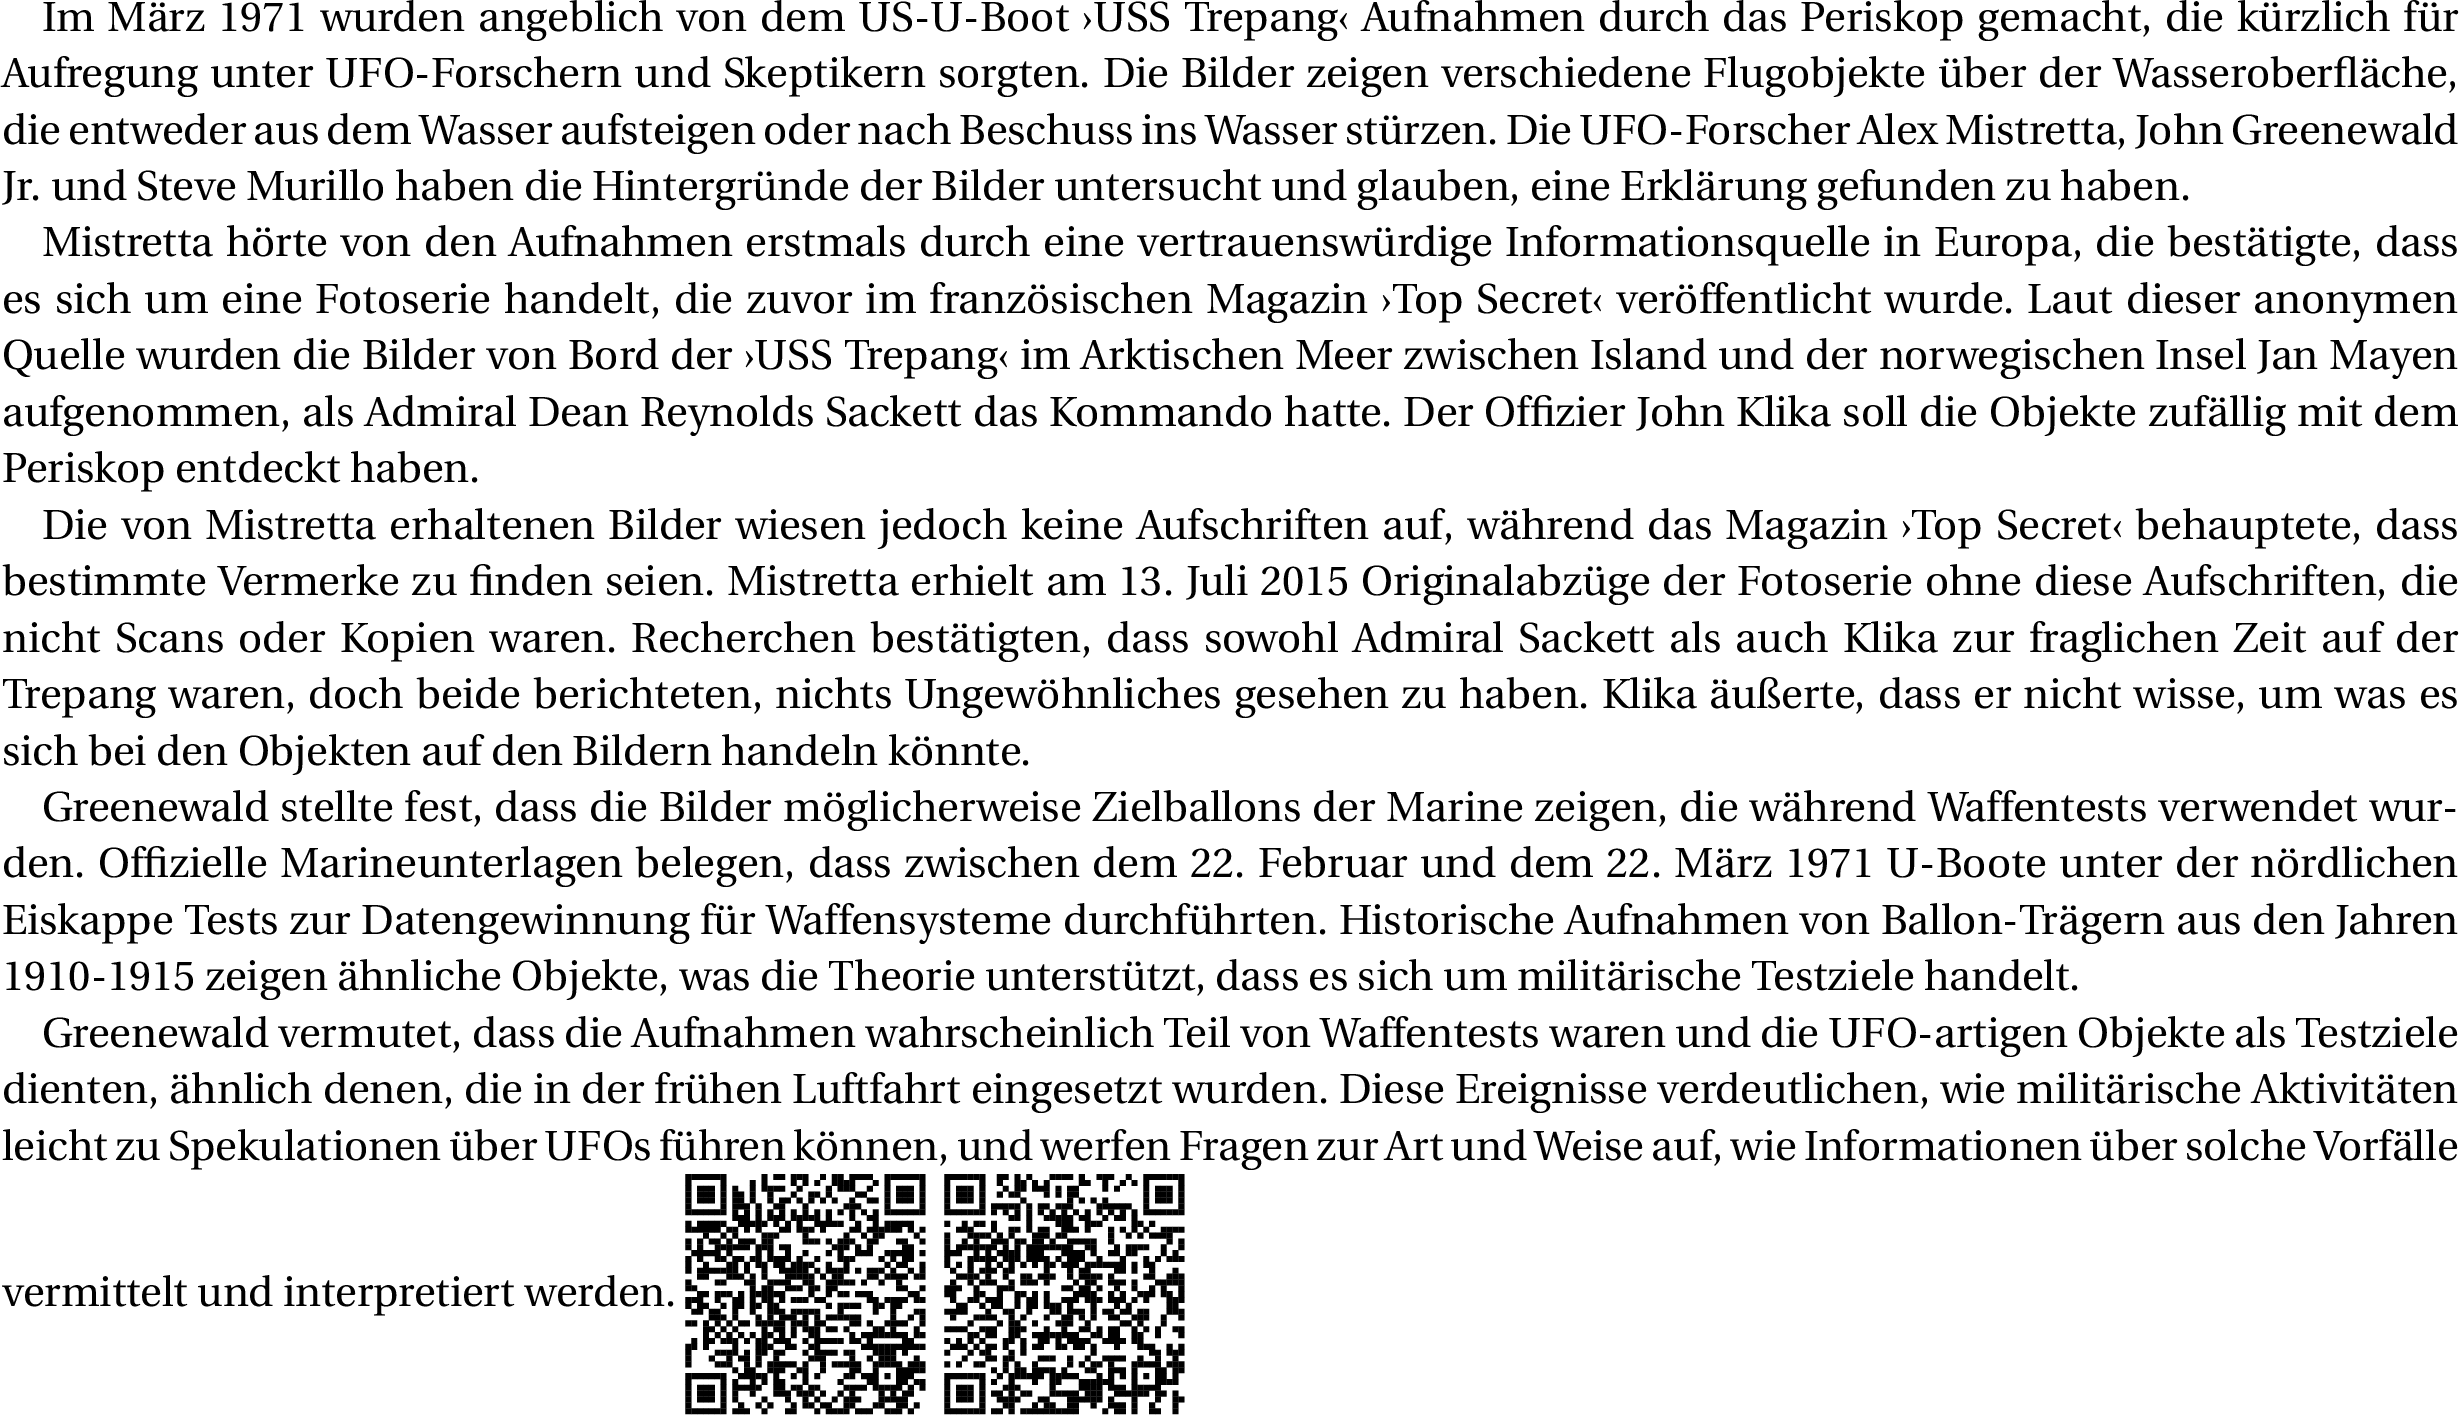 Im März 1971 wurden angeblich von dem US-U-Boot ›USS Trepang‹ Aufnahmen durch das Periskop gemacht, die kürzlich für
Aufregung unter UFO-Forschern und Skeptikern sorgten. Die Bilder zeigen verschiedene Flugobjekte über der Wasseroberfläche,
die entweder aus dem Wasser aufsteigen oder nach Beschuss ins Wasser stürzen. Die UFO-Forscher Alex Mistretta, John Greenewald
Jr. und Steve Murillo haben die Hintergründe der Bilder untersucht und glauben, eine Erklärung gefunden zu haben.
Mistretta hörte von den Aufnahmen erstmals durch eine vertrauenswürdige Informationsquelle in Europa, die bestätigte, dass
es sich um eine Fotoserie handelt, die zuvor im französischen Magazin ›Top Secret‹ veröffentlicht wurde. Laut dieser anonymen
Quelle wurden die Bilder von Bord der ›USS Trepang‹ im Arktischen Meer zwischen Island und der norwegischen Insel Jan Mayen
aufgenommen, als Admiral Dean Reynolds Sackett das Kommando hatte. Der Offizier John Klika soll die Objekte zufällig mit dem
Periskop entdeckt haben.
Die von Mistretta erhaltenen Bilder wiesen jedoch keine Aufschriften auf, während das Magazin ›Top Secret‹ behauptete, dass
bestimmte Vermerke zu finden seien. Mistretta erhielt am 13. Juli 2015 Originalabzüge der Fotoserie ohne diese Aufschriften, die
nicht Scans oder Kopien waren. Recherchen bestätigten, dass sowohl Admiral Sackett als auch Klika zur fraglichen Zeit auf der
Trepang waren, doch beide berichteten, nichts Ungewöhnliches gesehen zu haben. Klika äußerte, dass er nicht wisse, um was es
sich bei den Objekten auf den Bildern handeln könnte.
Greenewald stellte fest, dass die Bilder möglicherweise Zielballons der Marine zeigen, die während Waffentests verwendet wur-
den. Offizielle Marineunterlagen belegen, dass zwischen dem 22. Februar und dem 22. März 1971 U-Boote unter der nördlichen
Eiskappe Tests zur Datengewinnung für Waffensysteme durchführten. Historische Aufnahmen von Ballon-Trägern aus den Jahren
1910-1915 zeigen ähnliche Objekte, was die Theorie unterstützt, dass es sich um militärische Testziele handelt.
Greenewald vermutet, dass die Aufnahmen wahrscheinlich Teil von Waffentests waren und die UFO-artigen Objekte als Testziele
dienten, ähnlich denen, die in der frühen Luftfahrt eingesetzt wurden. Diese Ereignisse verdeutlichen, wie militärische Aktivitäten
leicht zu Spekulationen über UFOs führen können, und werfen Fragen zur Art und Weise auf, wie Informationen über solche Vorfälle
vermittelt und interpretiert werden.